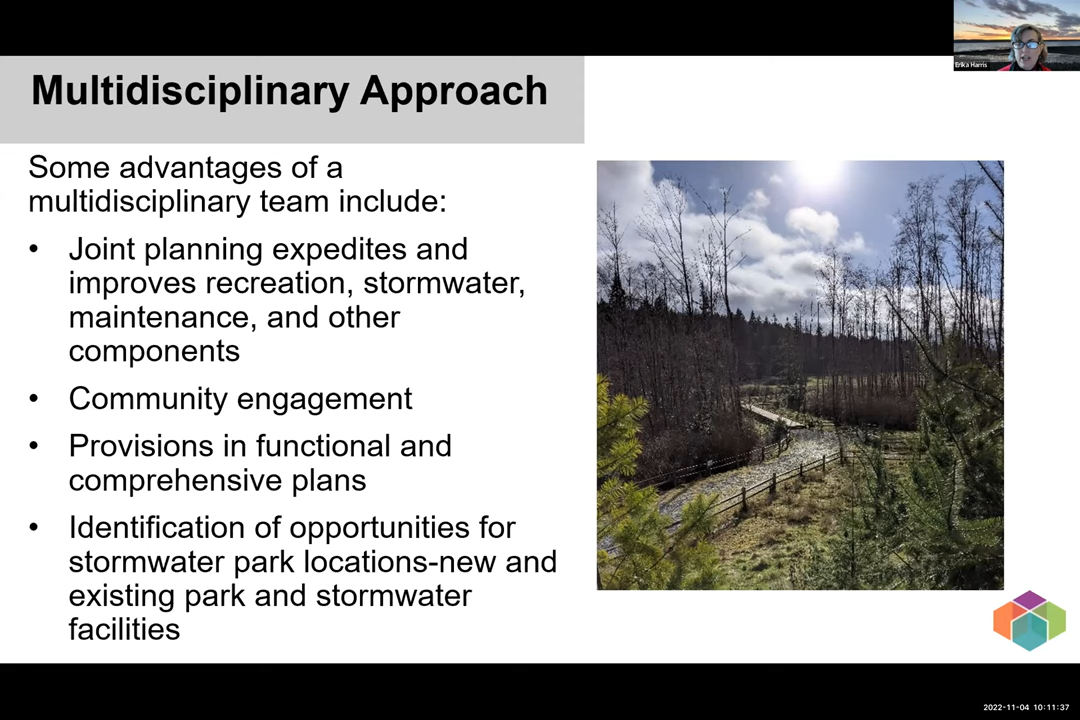 Erika Harris
Multidisciplinary Approach
Some advantages of a
multdisciplinary team include:
• Joint planning expedites and
improves recreation, stormwater,
maintenance, and other
components
• Community engagement
• Provisions in functional and
comprehensive plans
• Identification of opportunities for
stormwater park locations-new and
existing park and stormwater
facilities
2022-11-04 10:11:37